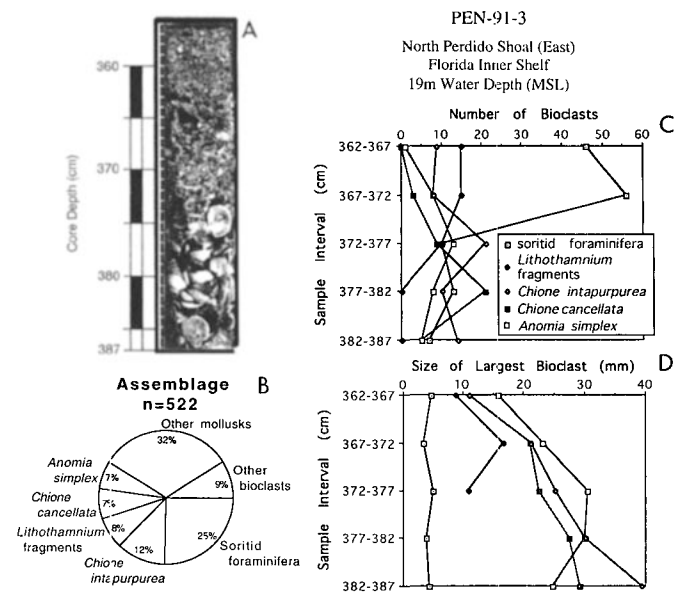 A
360
370
380
387
Core Depth (cm)
PEN-91-3
North Perdido Shoal (East)
Florida Inner Shelf
19m Water Depth (MSL)
Number of Bioclasts
C
0 10 20 30 40 50 60
362-367
367-372
372-377
377-382
382-387
Sample Interval (cm)
soritid foraminifera
Lithothamnium
fragments
Chione intapurpurea
Chione cancellata
Anomia simplex
Assemblage
n=522
B
Other mollusks
32%
Other
bioclasts
9%
Soritid
foraminifera
25%
Chione
intapurpurea
12%
Lithothamnium
fragments
8%
Chione
cancellata
7%
Anomia
simplex
7%
Size of Largest Bioclast (mm)
D
0 10 20 30 40
362-367
367-372
372-377
377-382
382-387
Sample Interval (cm)